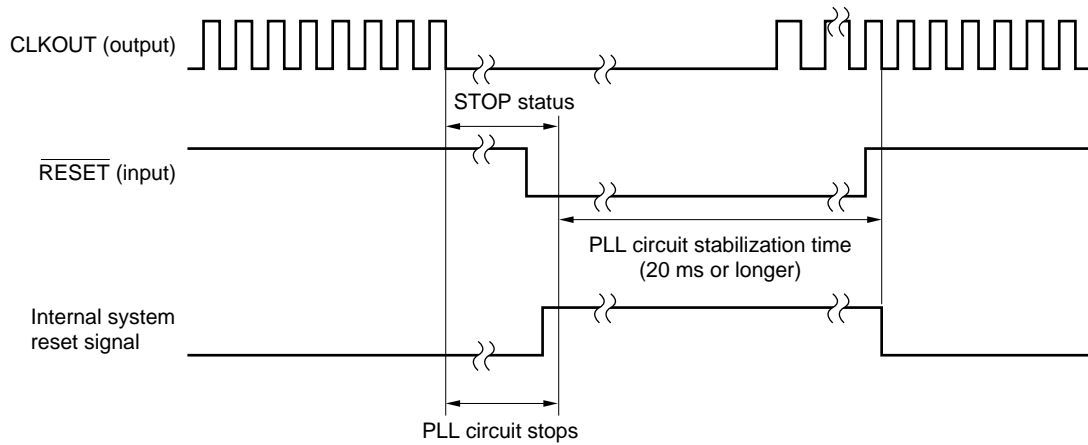 CLKOUT (output)
STOP status
RESET (input)
PLL circuit stabilization time
(20 ms or longer)
Internal system
reset signal
PLL circuit stops